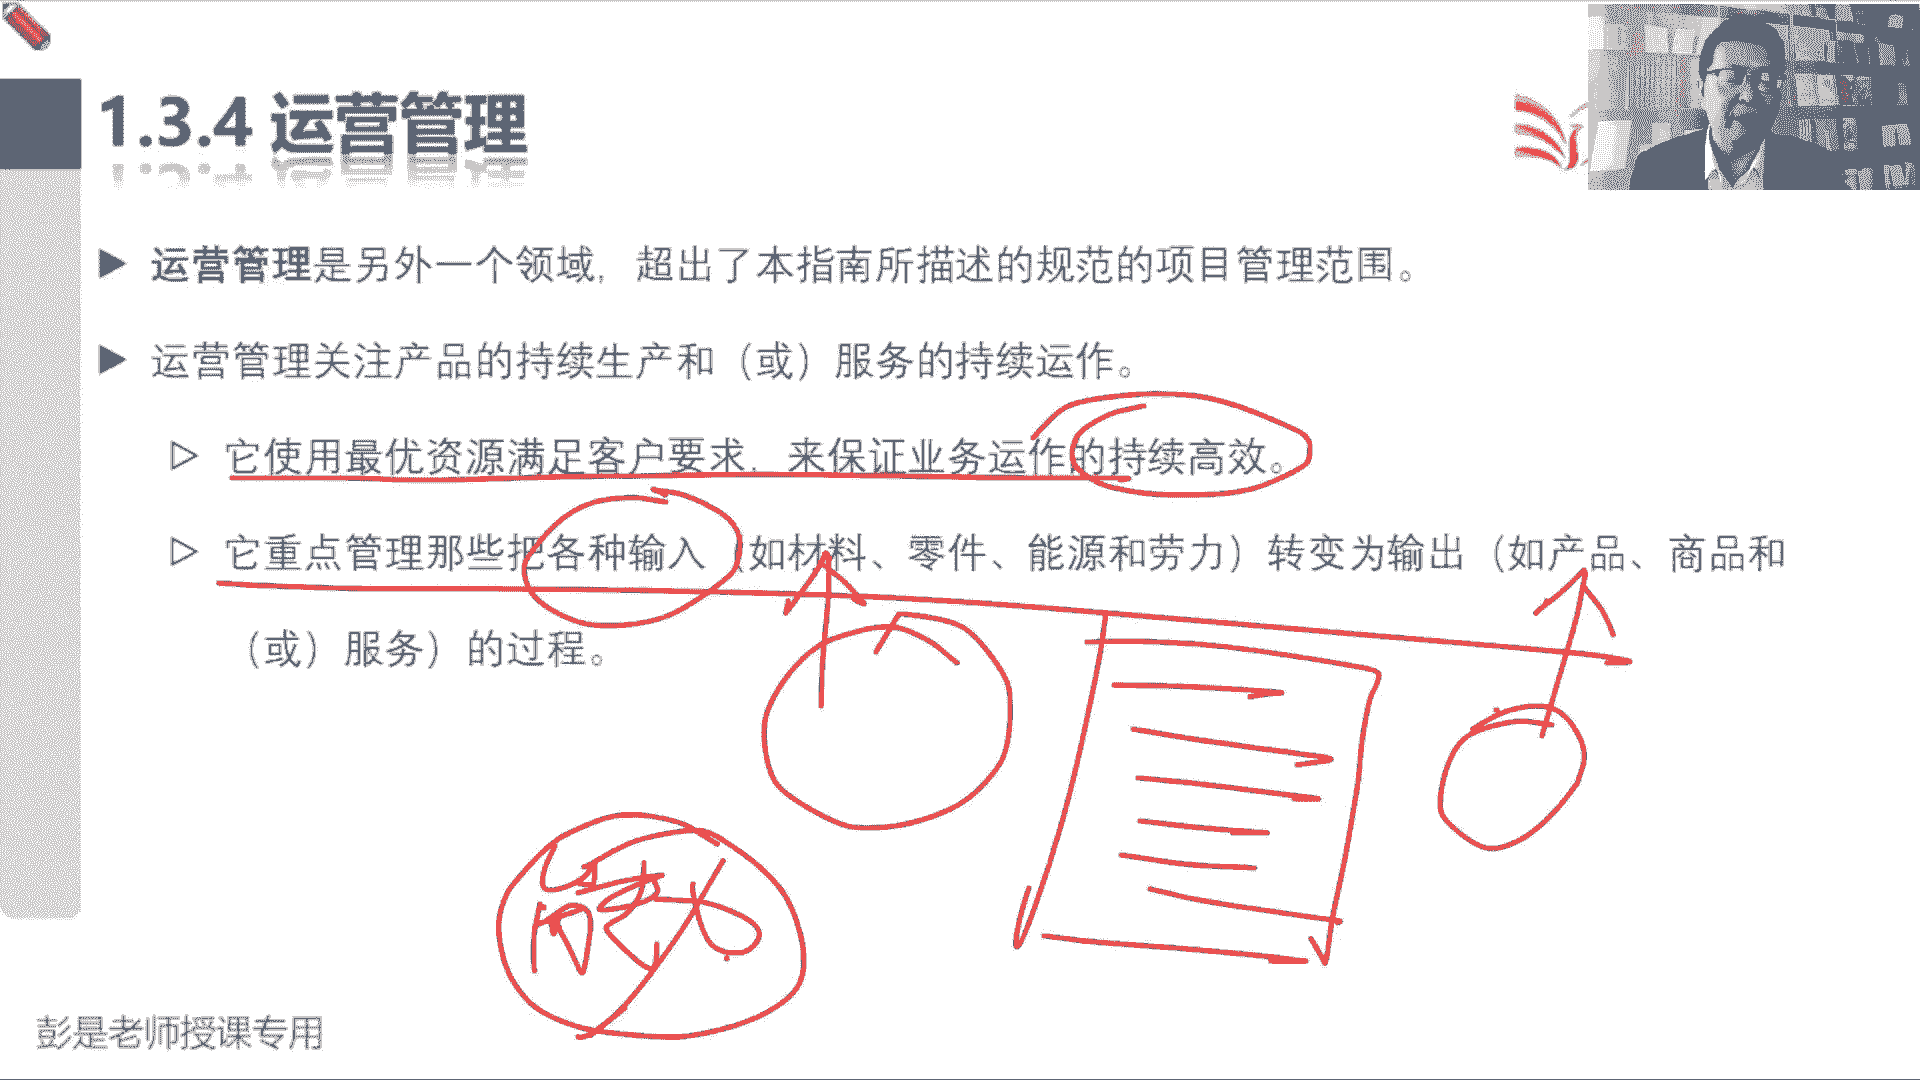 1.3.4 运营管理
运营管理是另外一个领域，超出了本指南所描述的规范的项目管理范围。
运营管理关注产品的持续生产和（或）服务的持续运作。
它使用最优资源满足客户要求，来保证业务运作的持续高效。
它重点管理那些把各种输入（如材料、零件、能源和劳力）转变为输出（如产品、商品和
（或）服务）的过程。
彭是老师授课专用